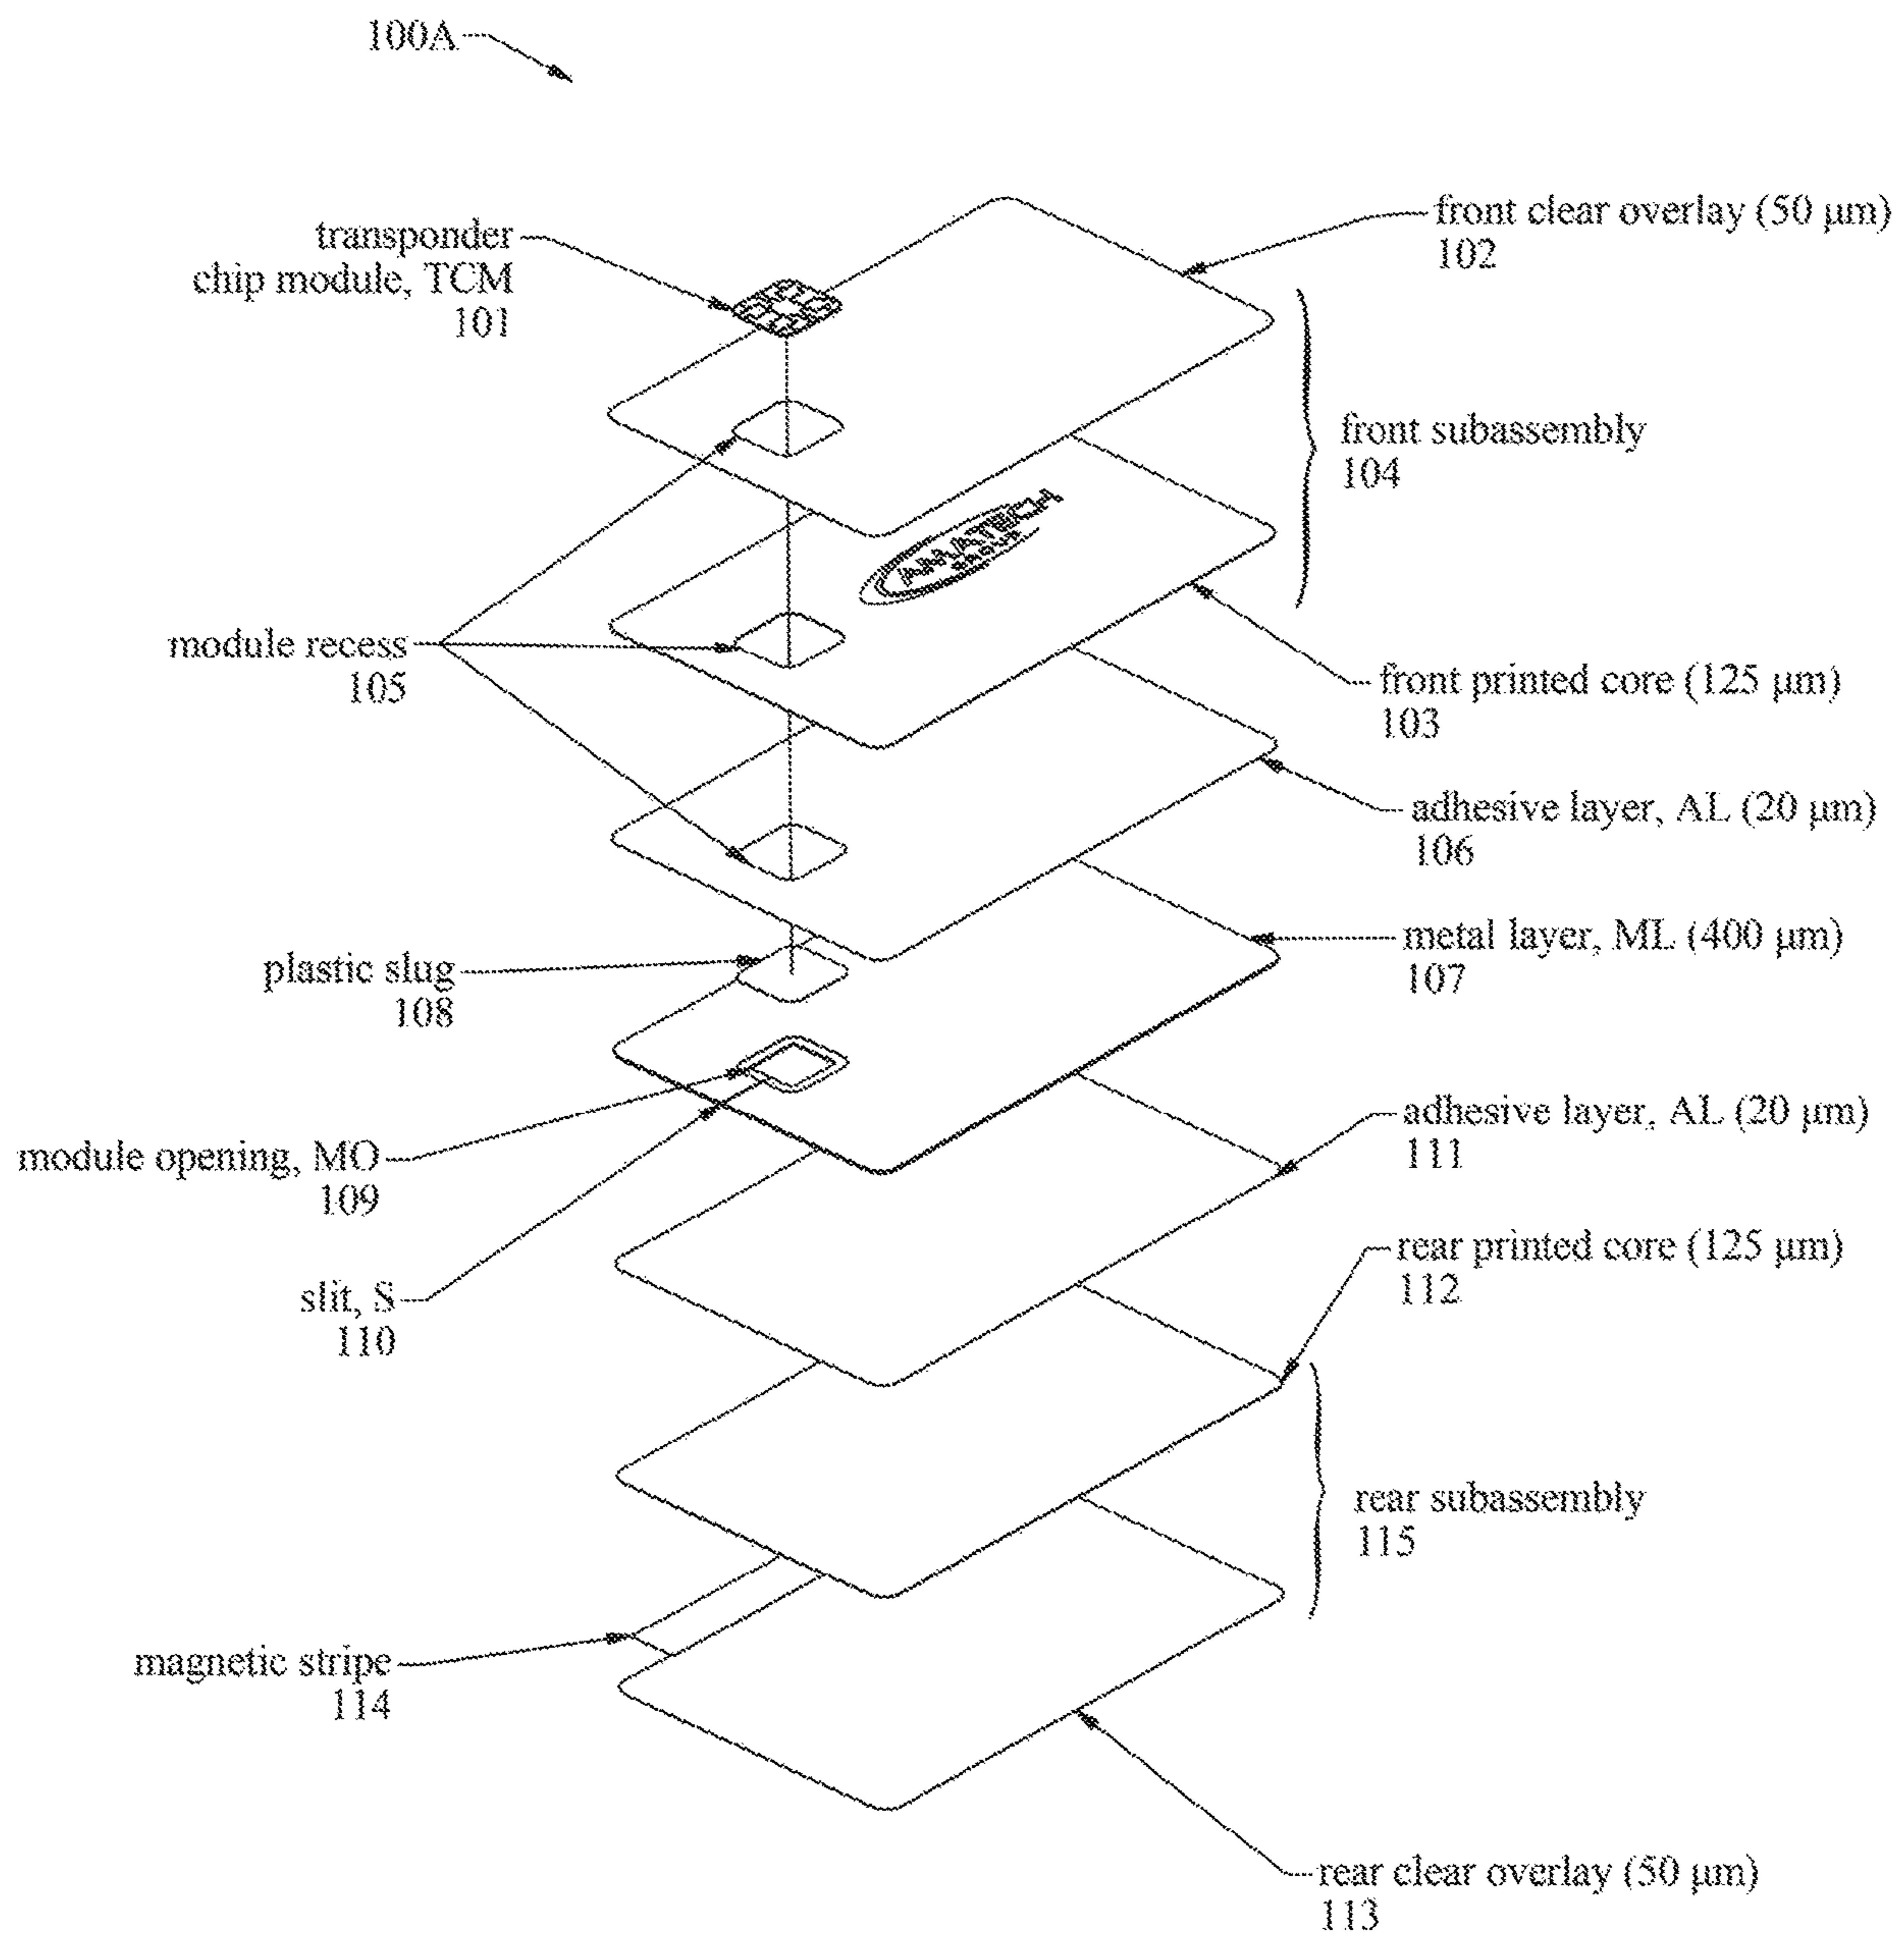 100A
front clear overlay (50 µm)
102
transponder
chip module, TCM
101
front subassembly
104
AMATECH
GROUP
module recess
105
front printed core (125 µm)
103
adhesive layer, AL (20 µm)
106
metal layer, ML (400 µm)
107
plastic slug
108
adhesive layer, AL (20 µm)
111
module opening, MO
109
rear printed core (125 µm)
112
slit, S
110
rear subassembly
115
magnetic stripe
114
rear clear overlay (50 µm)
113